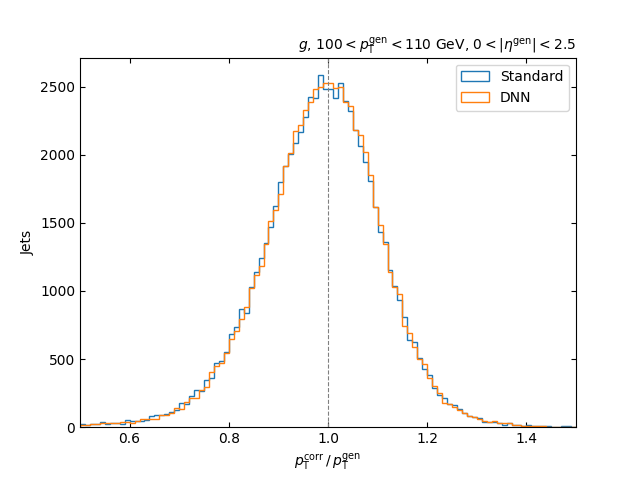 g, 100 < p_T^gen < 110 GeV, 0 < |η^gen| < 2.5
Standard
DNN
2500
2000
1500
1000
500
0
Jets
0.6 0.8 1.0 1.2 1.4
p_T^corr / p_T^gen